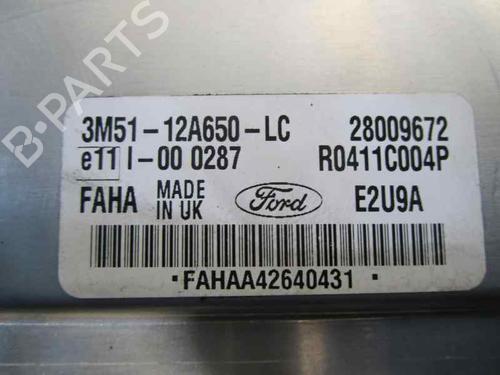 B-PARTS
3M51-12A650-LC 28009672
e11 I-00 0287 R0411C004P
FAHA MADE IN UK Ford E2U9A
*FAHAA42640431*